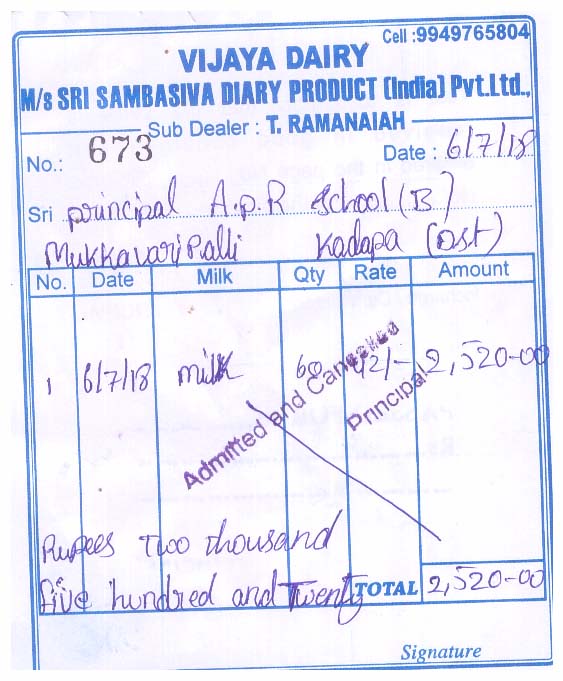 Cell :9949765804
VIJAYA DAIRY
M/s SRI SAMBASIVA DIARY PRODUCT (India) Pvt.Ltd.,
Sub Dealer : T. RAMANAIAH
No.: 673 Date : 6/7/18
Sri principal A.P.R School (B)
Mukkavaripalli Kadapa (Dst)
No. Date Milk Qty Rate Amount
1 6/7/18 milk 60 42/- 2,520-00
Admitted and Cancelled
Principal
Rupees Two thousand
five hundred and Twenty TOTAL 2,520-00
Signature